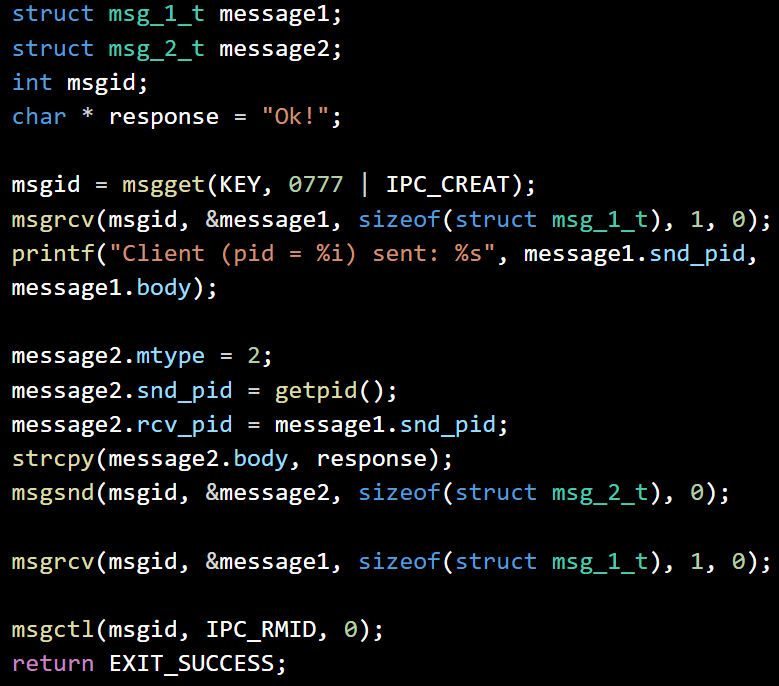 struct msg_1_t message1;
struct msg_2_t message2;
int msgid;
char * response = "Ok!";
msgid = msgget(KEY, 0777 | IPC_CREAT);
msgrcv(msgid, &message1, sizeof(struct msg_1_t), 1, 0);
printf("Client (pid = %i) sent: %s", message1.snd_pid,
message1.body);
message2.mtype = 2;
message2.snd_pid = getpid();
message2.rcv_pid = message1.snd_pid;
strcpy(message2.body, response);
msgsnd(msgid, &message2, sizeof(struct msg_2_t), 0);
msgrcv(msgid, &message1, sizeof(struct msg_1_t), 1, 0);
msgctl(msgid, IPC_RMID, 0);
return EXIT_SUCCESS;